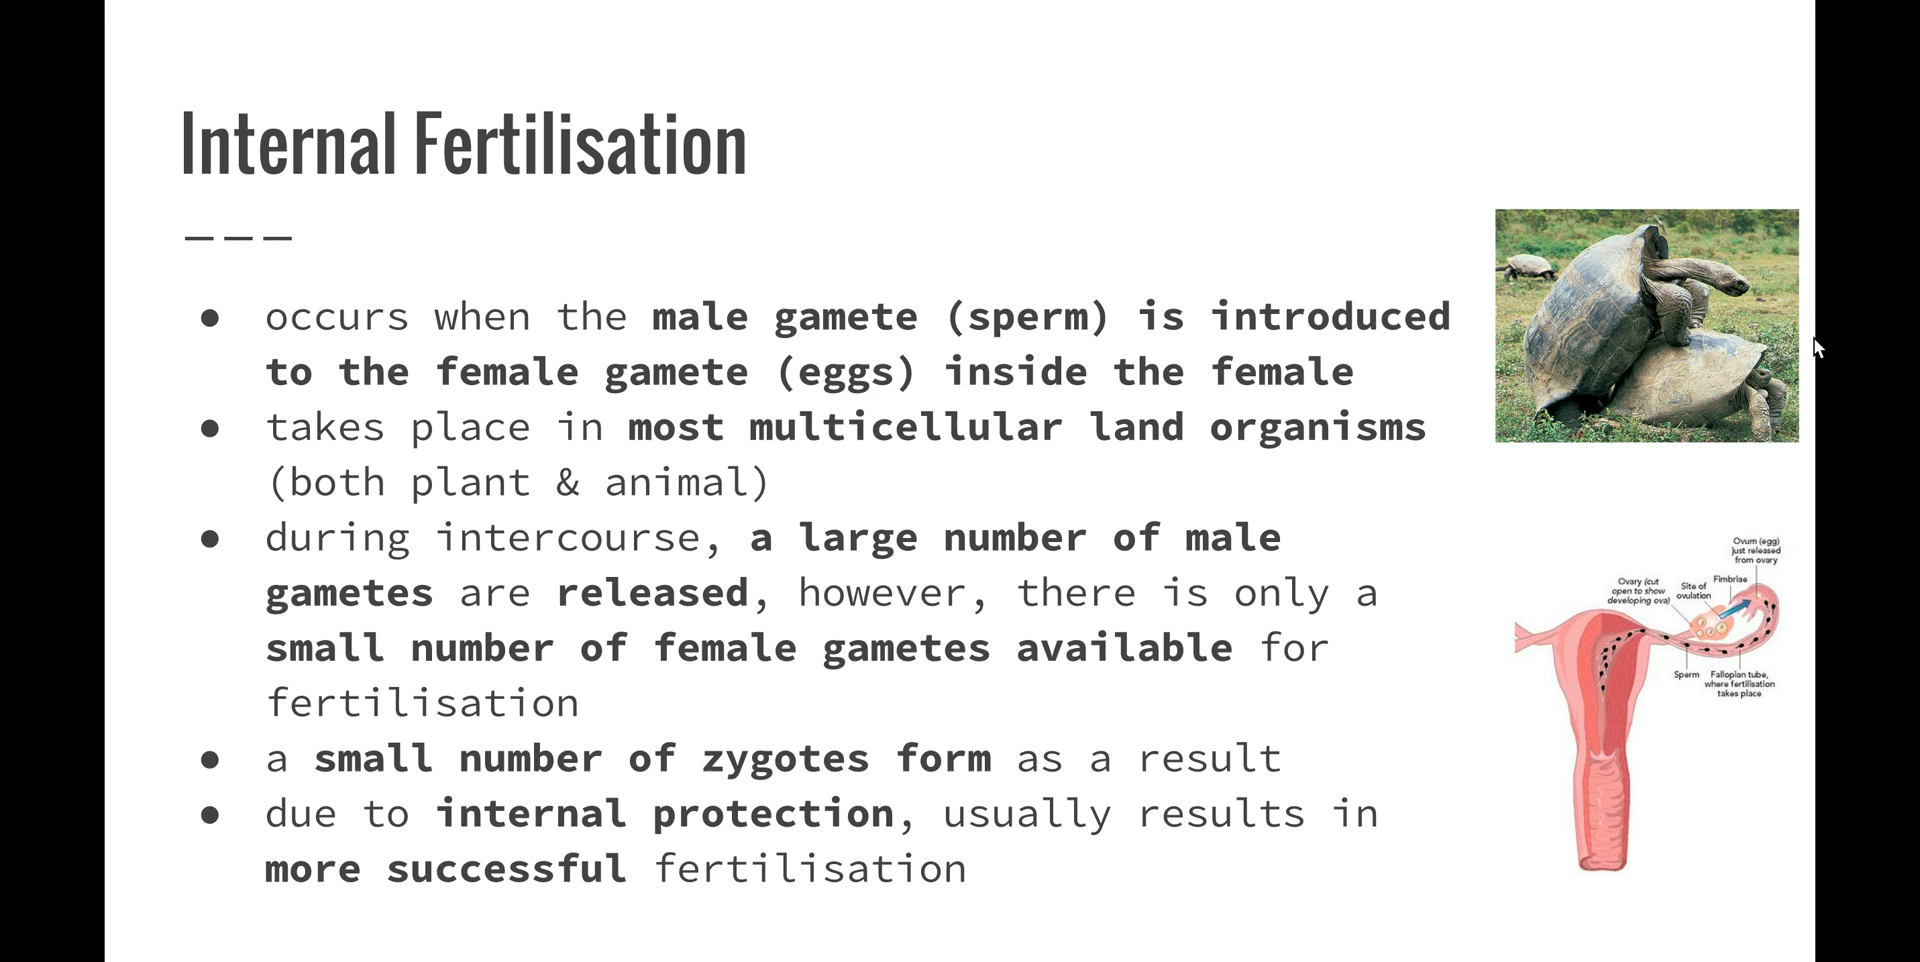 Internal Fertilisation
● occurs when the male gamete (sperm) is introduced
to the female gamete (eggs) inside the female
● takes place in most multicellular land organisms
(both plant & animal)
● during intercourse, a large number of male
gametes are released, however, there is only a
small number of female gametes available for
fertilisation
● a small number of zygotes form as a result
● due to internal protection, usually results in
more successful fertilisation
Ovum (egg)
just released
from ovary
Ovary (cut
open to show
developing ova)
Site of
ovulation
Fimbriae
Sperm
Fallopian tube,
where fertilisation
takes place